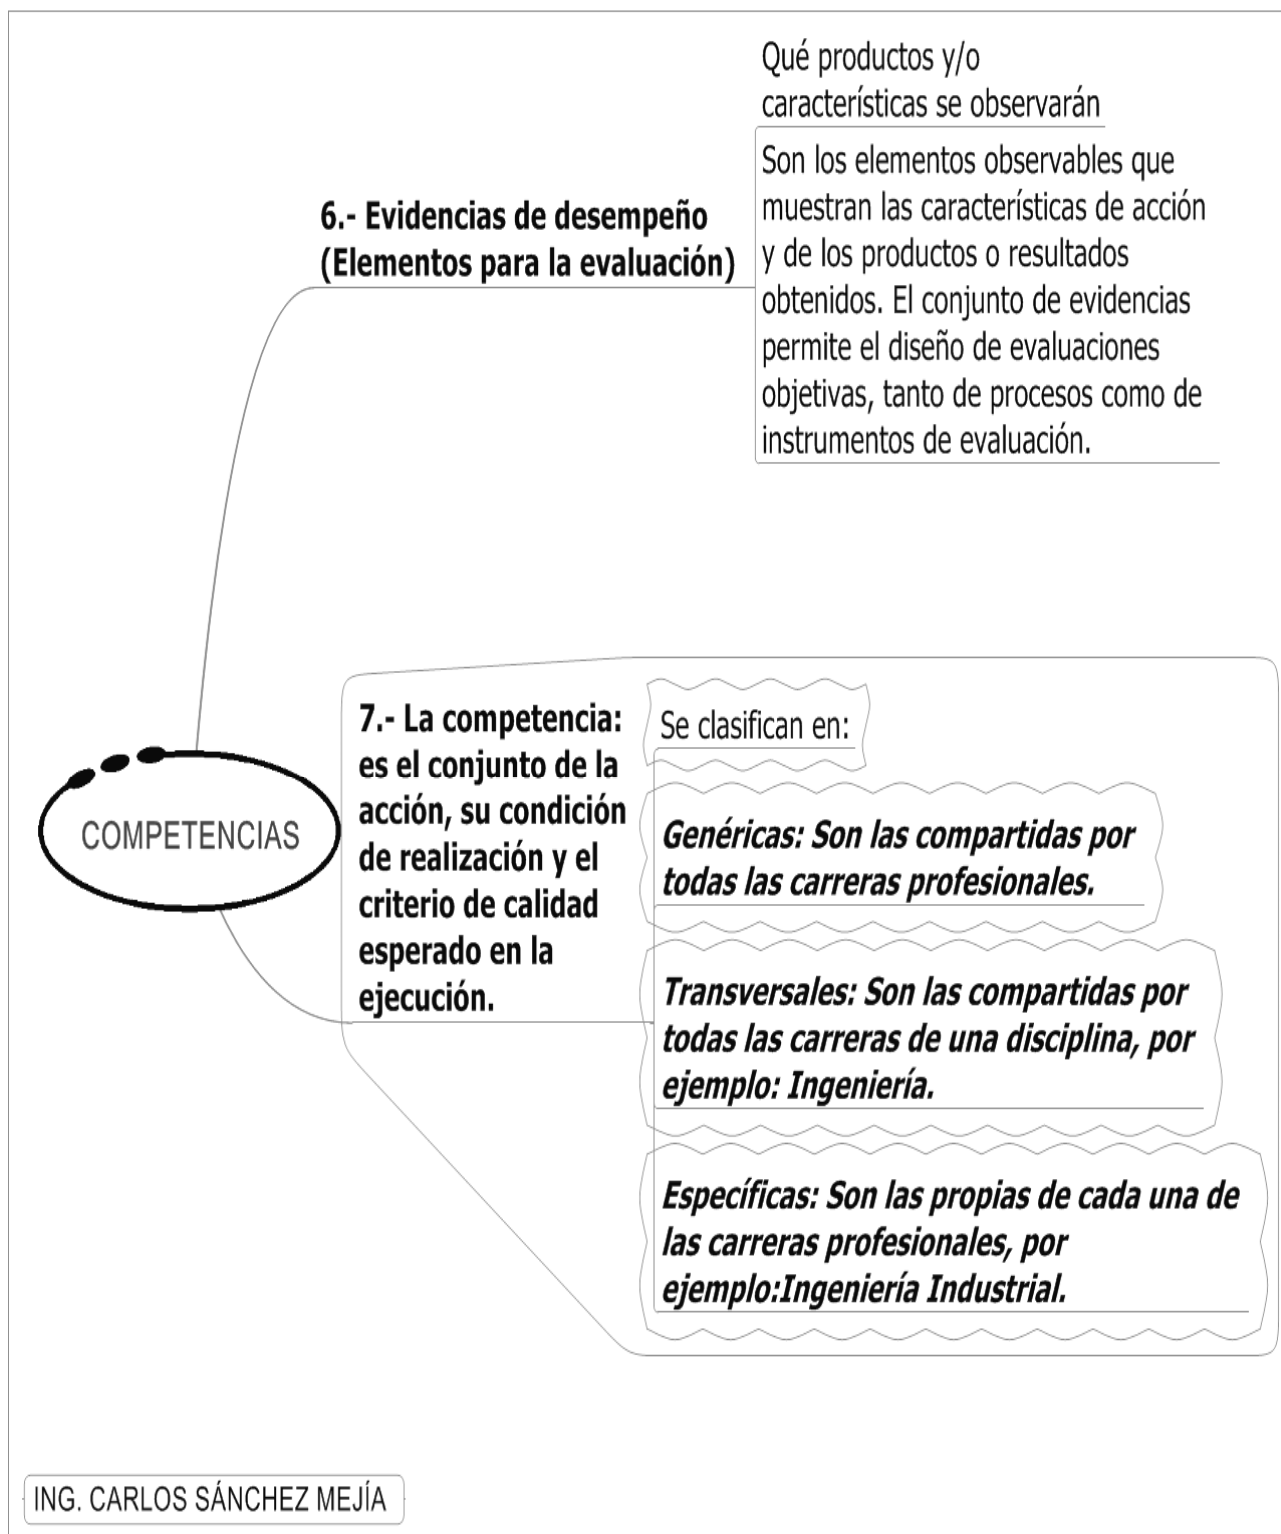 Qué productos y/o
características se observarán
Son los elementos observables que
muestran las características de acción
y de los productos o resultados
obtenidos. El conjunto de evidencias
permite el diseño de evaluaciones
objetivas, tanto de procesos como de
instrumentos de evaluación.
6.- Evidencias de desempeño
(Elementos para la evaluación)
COMPETENCIAS
7.- La competencia:
es el conjunto de la
acción, su condición
de realización y el
criterio de calidad
esperado en la
ejecución.
Se clasifican en:
Genéricas: Son las compartidas por
todas las carreras profesionales.
Transversales: Son las compartidas por
todas las carreras de una disciplina, por
ejemplo: Ingeniería.
Específicas: Son las propias de cada una de
las carreras profesionales, por
ejemplo:Ingeniería Industrial.
ING. CARLOS SÁNCHEZ MEJÍA